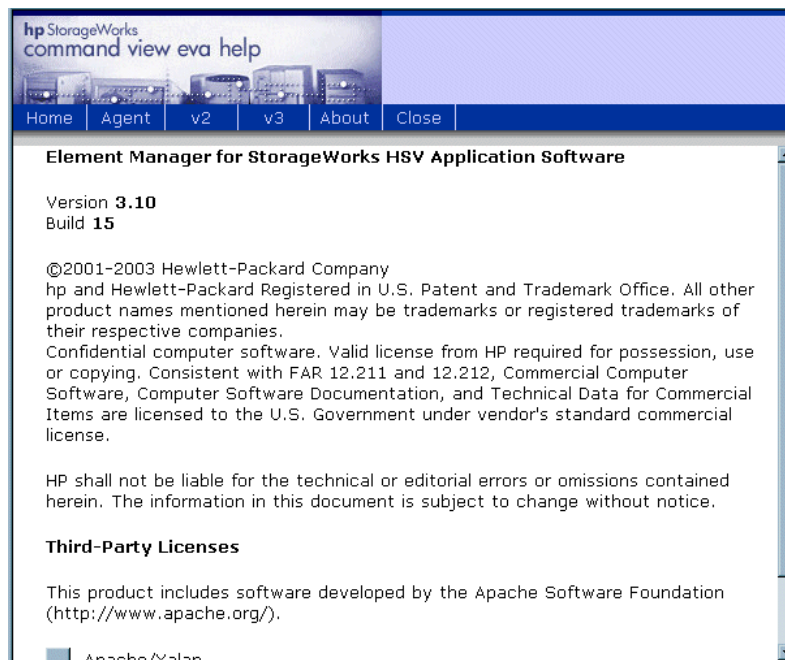 hp StorageWorks
command view eva help
Home Agent v2 v3 About Close
Element Manager for StorageWorks HSV Application Software
Version 3.10
Build 15
©2001-2003 Hewlett-Packard Company
hp and Hewlett-Packard Registered in U.S. Patent and Trademark Office. All other
product names mentioned herein may be trademarks or registered trademarks of
their respective companies.
Confidential computer software. Valid license from HP required for possession, use
or copying. Consistent with FAR 12.211 and 12.212, Commercial Computer
Software, Computer Software Documentation, and Technical Data for Commercial
Items are licensed to the U.S. Government under vendor's standard commercial
license.
HP shall not be liable for the technical or editorial errors or omissions contained
herein. The information in this document is subject to change without notice.
Third-Party Licenses
This product includes software developed by the Apache Software Foundation
(http://www.apache.org/).
Apache/Xalan